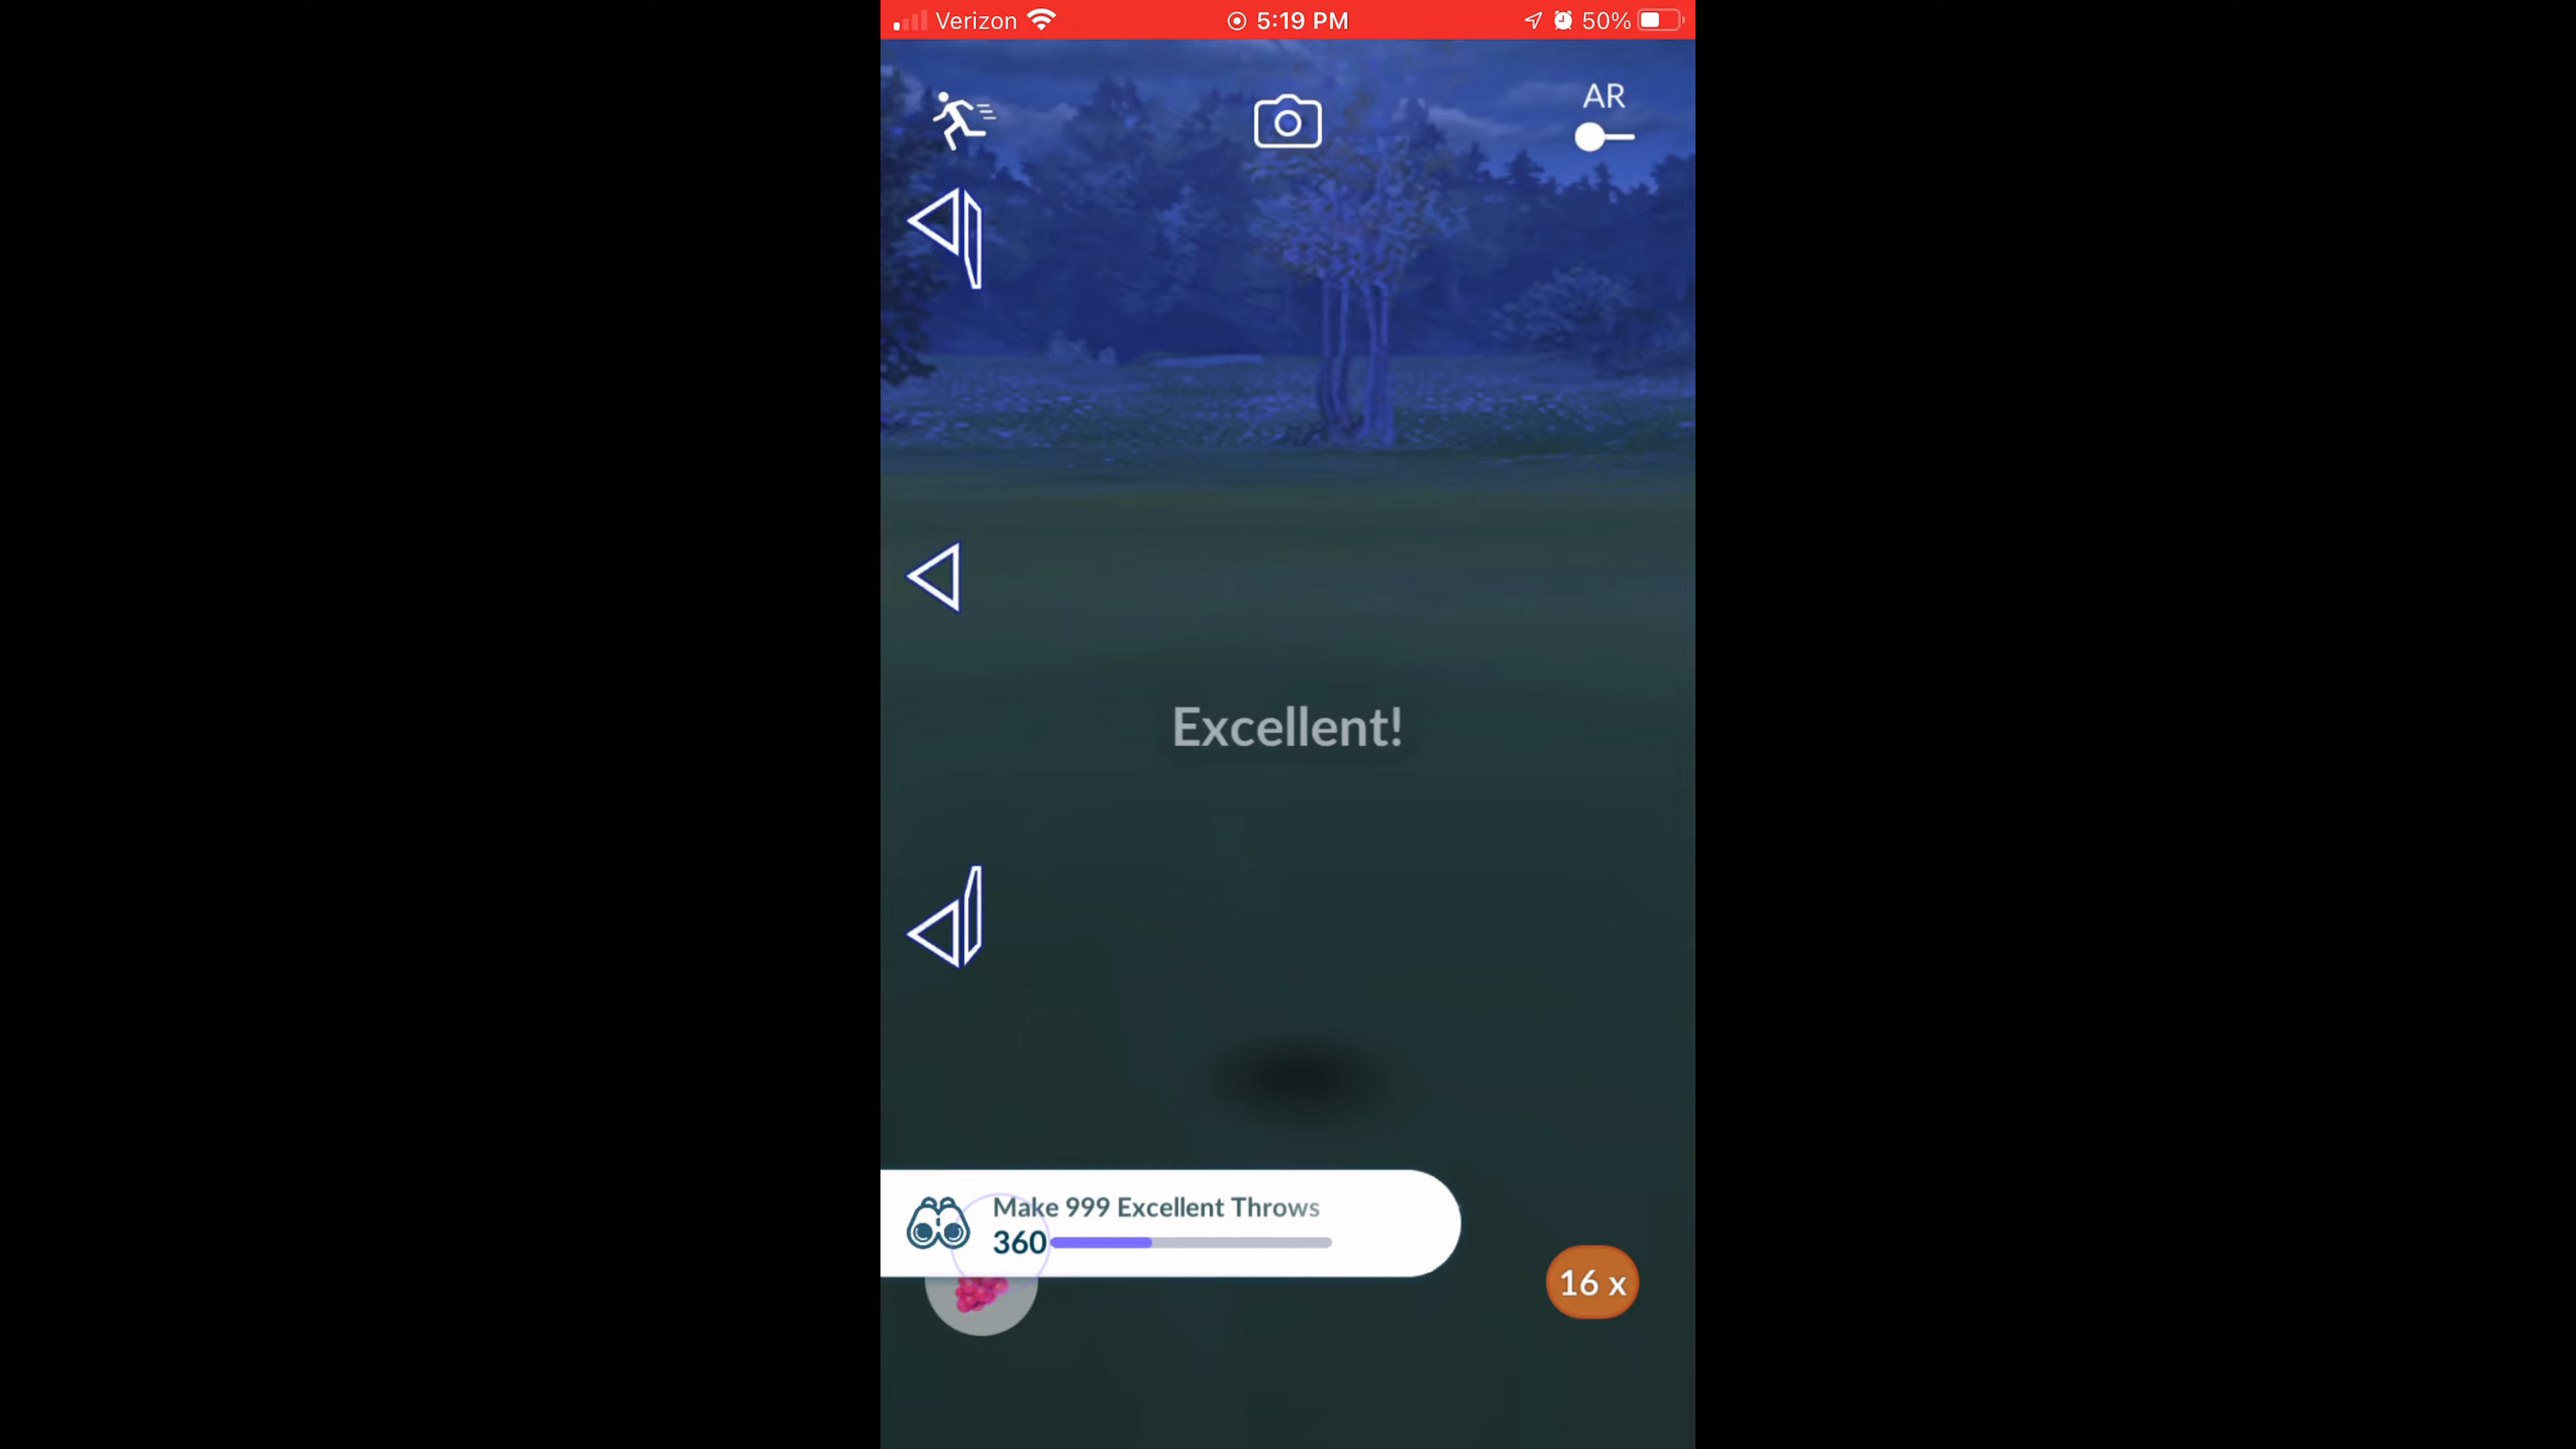 Verizon 5:19 PM 50%
AR
Excellent!
Make 999 Excellent Throws
360
16 x